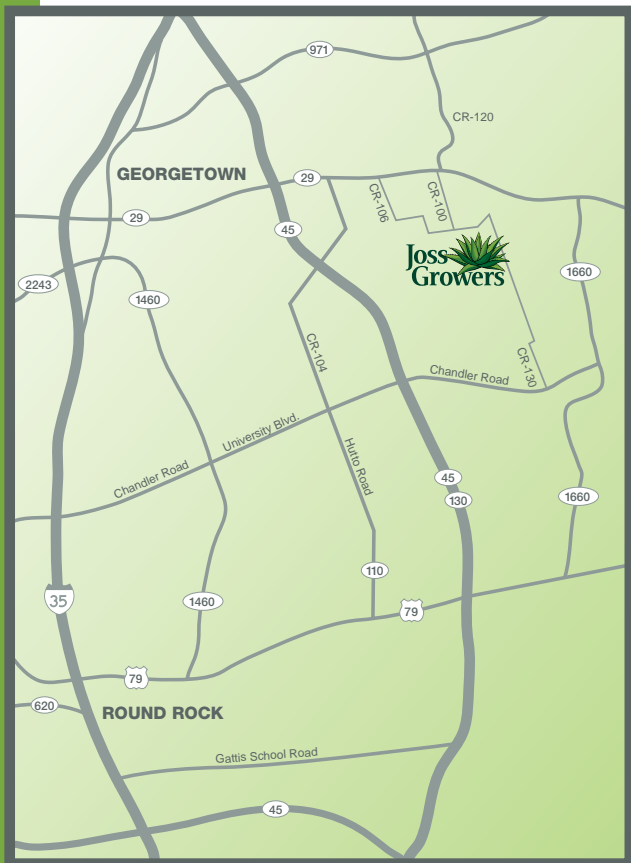 971
CR-120
GEORGETOWN
29
CR-106
CR-100
29
45
Joss
Growers
2243
1460
1660
CR-104
CR-130
Chandler Road
University Blvd.
Chandler Road
Hutto Road
45
130
1660
110
35
1460
79
79
620
ROUND ROCK
Gattis School Road
45